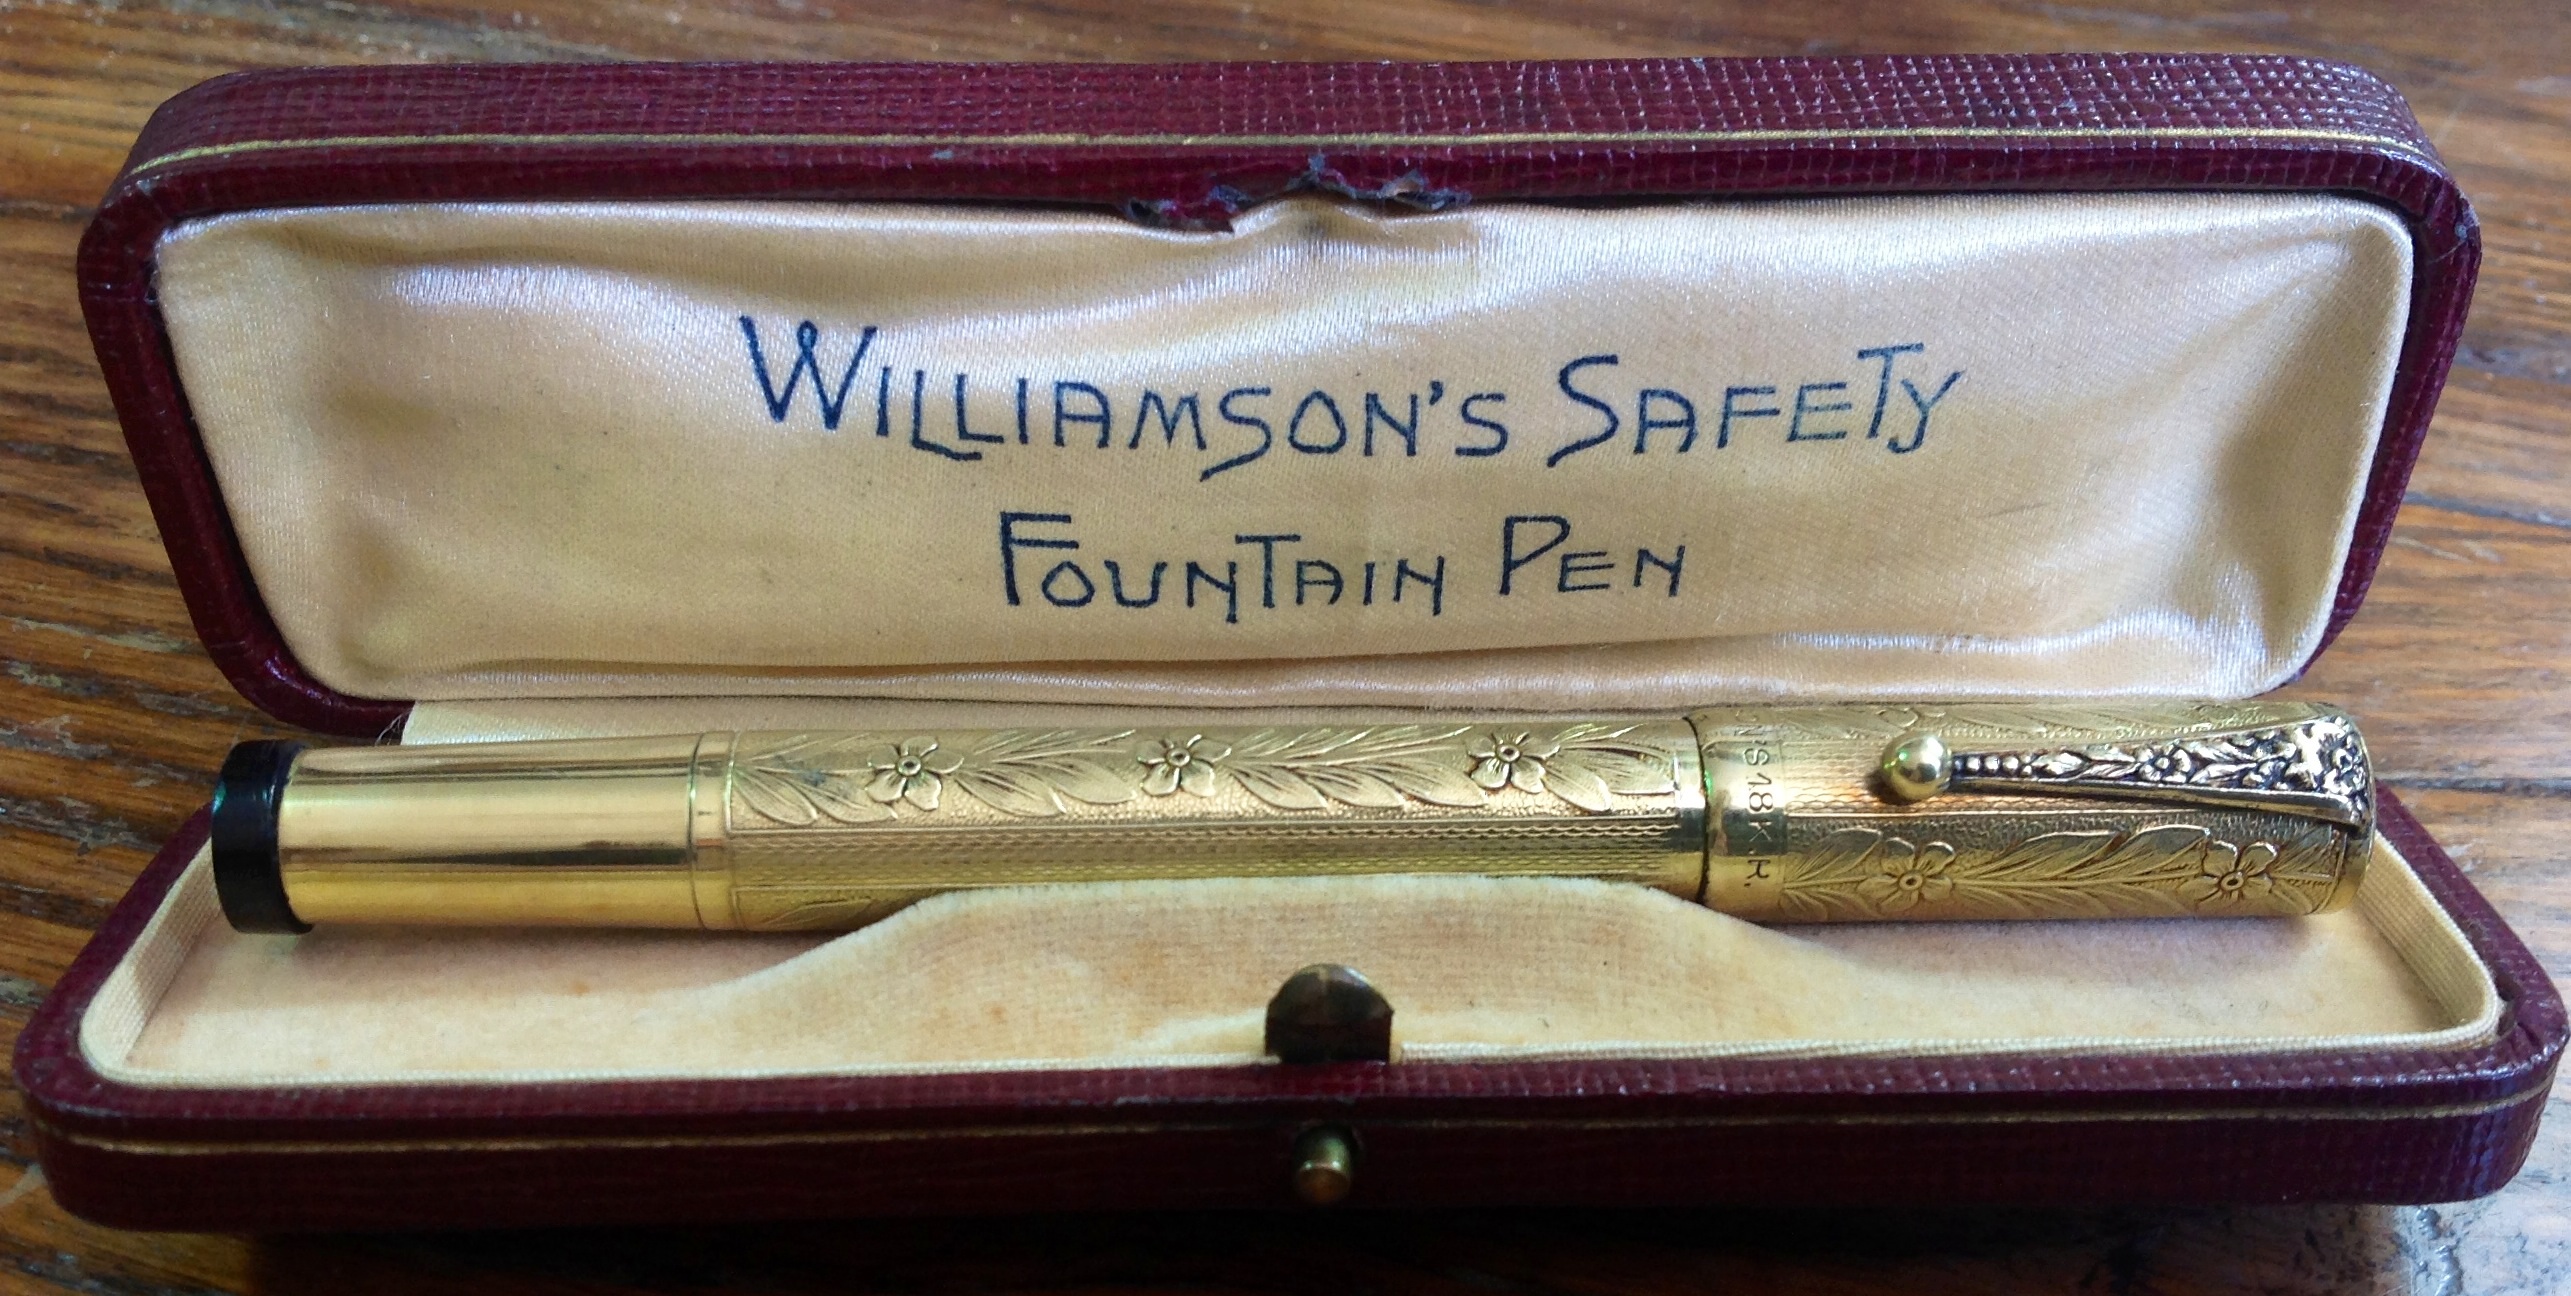 WILLIAMSON'S SAFETY
FOUNTAIN PEN
N'S 18K.R.